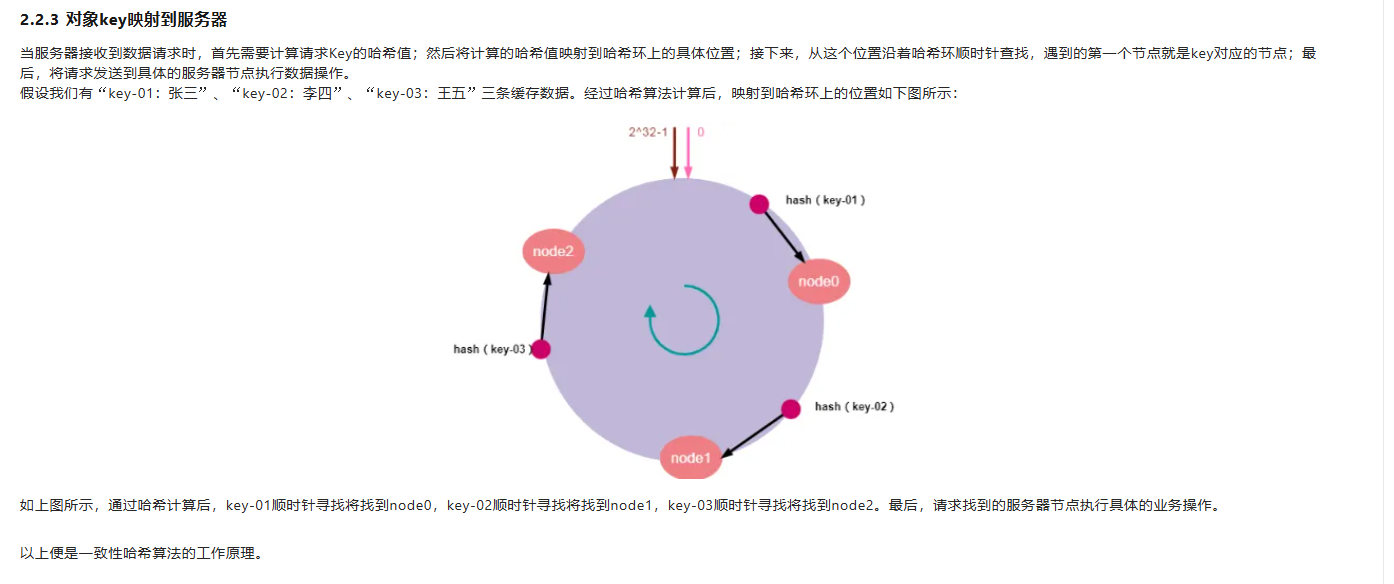 2.2.3 对象key映射到服务器
当服务器接收到数据请求时，首先需要计算请求Key的哈希值；然后将计算的哈希值映射到哈希环上的具体位置；接下来，从这个位置沿着哈希环顺时针查找，遇到的第一个节点就是key对应的节点；最
后，将请求发送到具体的服务器节点执行数据操作。
假设我们有“key-01：张三”、“key-02：李四”、“key-03：王五”三条缓存数据。经过哈希算法计算后，映射到哈希环上的位置如下图所示：
2^32-1 0
hash（key-01）
node2
node0
hash（key-03）
hash（key-02）
node1
如上图所示，通过哈希计算后，key-01顺时针寻找将找到node0，key-02顺时针寻找将找到node1，key-03顺时针寻找将找到node2。最后，请求找到的服务器节点执行具体的业务操作。
以上便是一致性哈希算法的工作原理。